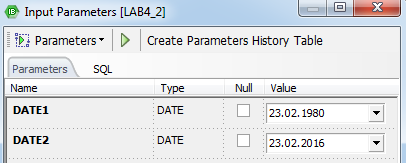 Input Parameters [LAB4_2]
Parameters Create Parameters History Table
Parameters SQL
Name Type Null Value
DATE1 DATE 23.02.1980
DATE2 DATE 23.02.2016